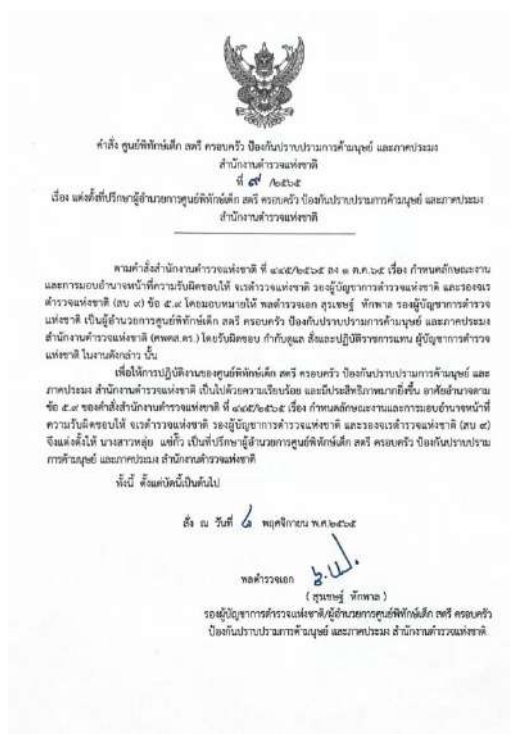 คำสั่ง ศูนย์พิทักษ์เด็ก สตรี ครอบครัว ป้องกันปราบปรามการค้ามนุษย์ และภาคประมง
สำนักงานตำรวจแห่งชาติ
ที่ ๙ /๒๕๖๕
เรื่อง แต่งตั้งที่ปรึกษาผู้อำนวยการศูนย์พิทักษ์เด็ก สตรี ครอบครัว ป้องกันปราบปรามการค้ามนุษย์ และภาคประมง
สำนักงานตำรวจแห่งชาติ
ตามคำสั่งสำนักงานตำรวจแห่งชาติ ที่ ๔๔๕/๒๕๖๕ ลง ๑ ต.ค.๖๕ เรื่อง กำหนดลักษณะงาน
และการมอบอำนาจหน้าที่ความรับผิดชอบให้ จเรตำรวจแห่งชาติ รองผู้บัญชาการตำรวจแห่งชาติ และรองจเร
ตำรวจแห่งชาติ (สบ ๙) ข้อ ๕.๙ โดยมอบหมายให้ พลตำรวจเอก สุรเชษฐ์ หักพาล รองผู้บัญชาการตำรวจ
แห่งชาติ เป็นผู้อำนวยการศูนย์พิทักษ์เด็ก สตรี ครอบครัว ป้องกันปราบปรามการค้ามนุษย์ และภาคประมง
สำนักงานตำรวจแห่งชาติ (ศพดส.ตร.) โดยรับผิดชอบ กำกับดูแล สั่งและปฏิบัติราชการแทน ผู้บัญชาการตำรวจ
แห่งชาติ ในงานดังกล่าว นั้น
เพื่อให้การปฏิบัติงานของศูนย์พิทักษ์เด็ก สตรี ครอบครัว ป้องกันปราบปรามการค้ามนุษย์ และ
ภาคประมง สำนักงานตำรวจแห่งชาติ เป็นไปด้วยความเรียบร้อย และมีประสิทธิภาพมากยิ่งขึ้น อาศัยอำนาจตาม
ข้อ ๕.๙ ของคำสั่งสำนักงานตำรวจแห่งชาติ ที่ ๔๔๕/๒๕๖๕ เรื่อง กำหนดลักษณะงานและการมอบอำนาจหน้าที่
ความรับผิดชอบให้ จเรตำรวจแห่งชาติ รองผู้บัญชาการตำรวจแห่งชาติ และรองจเรตำรวจแห่งชาติ (สบ ๙)
จึงแต่งตั้งให้ นางสาวหลุ่ย แซ่กิ้ว เป็นที่ปรึกษาผู้อำนวยการศูนย์พิทักษ์เด็ก สตรี ครอบครัว ป้องกันปราบปราม
การค้ามนุษย์ และภาคประมง สำนักงานตำรวจแห่งชาติ
ทั้งนี้ ตั้งแต่บัดนี้เป็นต้นไป
สั่ง ณ วันที่ พฤศจิกายน พ.ศ.๒๕๖๕
พลตำรวจเอก
( สุรเชษฐ์ หักพาล )
รองผู้บัญชาการตำรวจแห่งชาติ/ผู้อำนวยการศูนย์พิทักษ์เด็ก สตรี ครอบครัว
ป้องกันปราบปรามการค้ามนุษย์ และภาคประมง สำนักงานตำรวจแห่งชาติ